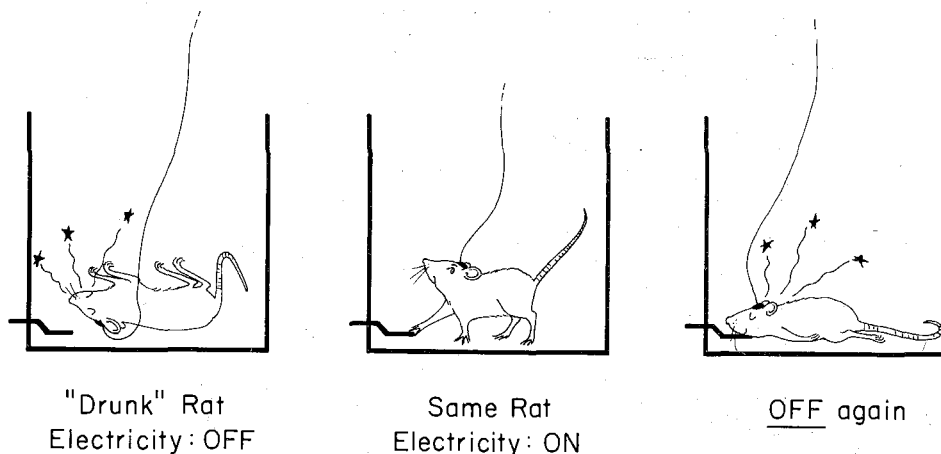 "Drunk" Rat
Electricity: OFF
Same Rat
Electricity: ON
OFF again